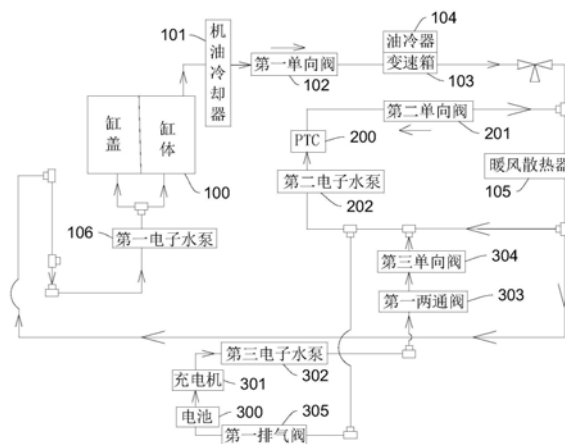 101
机油冷却器
第一单向阀
102
104
油冷器
变速箱
103
缸盖
缸体
100
第二单向阀
201
PTC
200
暖风散热器
105
第二电子水泵
202
106
第一电子水泵
第三单向阀
304
第一两通阀
303
第三电子水泵
302
充电机
301
电池
300
305
第一排气阀